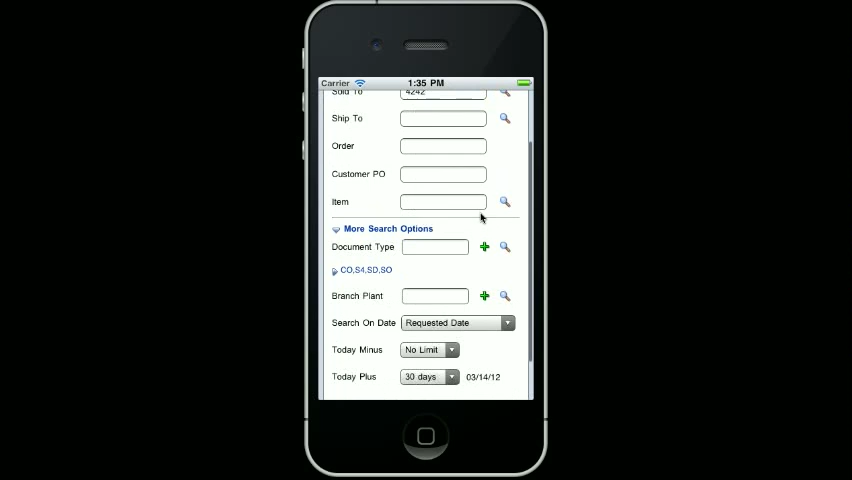 Carrier 1:35 PM
Sold To 4242
Ship To
Order
Customer PO
Item
More Search Options
Document Type
CO,S4,SD,SO
Branch Plant
Search On Date Requested Date
Today Minus No Limit
Today Plus 30 days 03/14/12